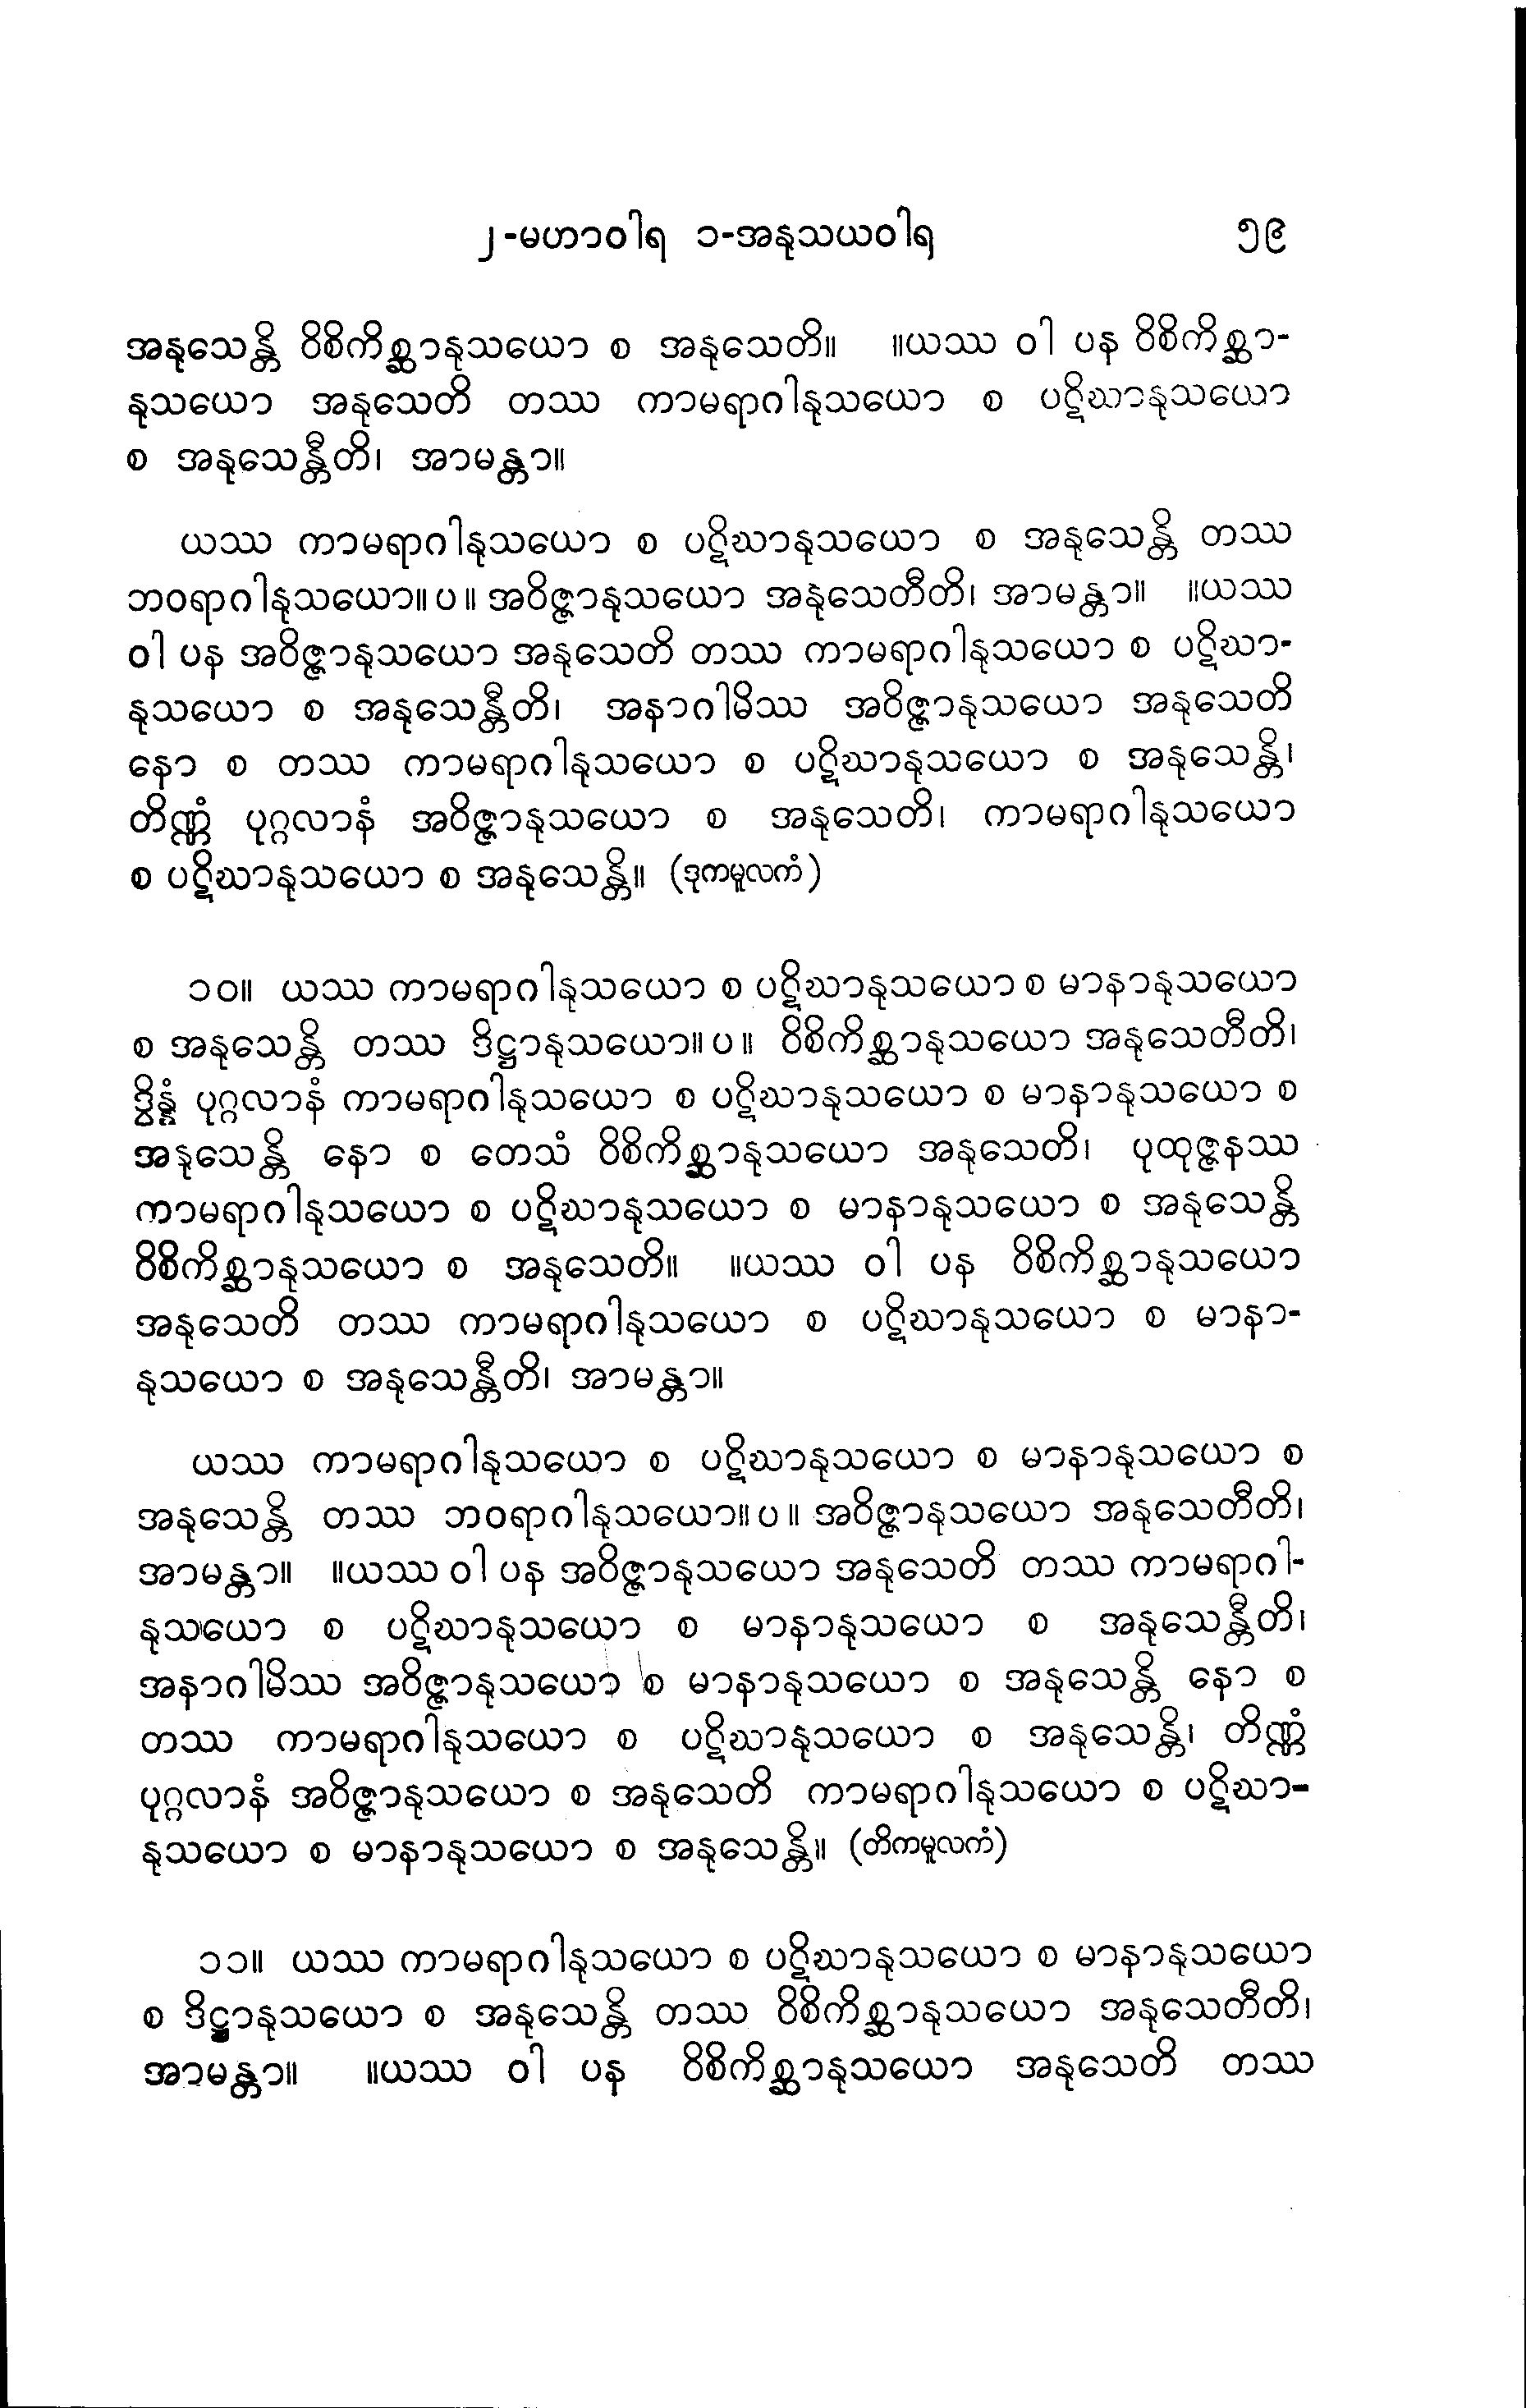 ၂-မဟာဝါရ ၁-အနုသယဝါရ ၅၉
အနုသေန္တိ ဝိစိကိစ္ဆာနုသယော စ အနုသေတိ။ ။ယဿ ဝါ ပန ဝိစိကိစ္ဆာ-
နုသယော အနုသေတိ တဿ ကာမရာဂါနုသယော စ ပဋိဃာနုသယော
စ အနုသေန္တီတိ၊ အာမန္တာ။
ယဿ ကာမရာဂါနုသယော စ ပဋိဃာနုသယော စ အနုသေန္တိ တဿ
ဘဝရာဂါနုသယော။ပ။ အဝိဇ္ဇာနုသယော အနုသေတီတိ၊ အာမန္တာ။ ။ယဿ
ဝါ ပန အဝိဇ္ဇာနုသယော အနုသေတိ တဿ ကာမရာဂါနုသယော စ ပဋိဃာ-
နုသယော စ အနုသေန္တီတိ၊ အနာဂါမိဿ အဝိဇ္ဇာနုသယော အနုသေတိ
နော စ တဿ ကာမရာဂါနုသယော စ ပဋိဃာနုသယော စ အနုသေန္တိ၊
တိဏ္ဏံ ပုဂ္ဂလာနံ အဝိဇ္ဇာနုသယော စ အနုသေတိ၊ ကာမရာဂါနုသယော
စ ပဋိဃာနုသယော စ အနုသေန္တိ။ (ဒုကမူလကံ)
၁၀။ ယဿ ကာမရာဂါနုသယော စ ပဋိဃာနုသယော စ မာနာနုသယော
စ အနုသေန္တိ တဿ ဒိဋ္ဌာနုသယော။ပ။ ဝိစိကိစ္ဆာနုသယော အနုသေတီတိ၊
ဒွိန္နံ ပုဂ္ဂလာနံ ကာမရာဂါနုသယော စ ပဋိဃာနုသယော စ မာနာနုသယော စ
အနုသေန္တိ နော စ တေသံ ဝိစိကိစ္ဆာနုသယော အနုသေတိ၊ ပုထုဇ္ဇနဿ
ကာမရာဂါနုသယော စ ပဋိဃာနုသယော စ မာနာနုသယော စ အနုသေန္တိ
ဝိစိကိစ္ဆာနုသယော စ အနုသေတိ။ ။ယဿ ဝါ ပန ဝိစိကိစ္ဆာနုသယော
အနုသေတိ တဿ ကာမရာဂါနုသယော စ ပဋိဃာနုသယော စ မာနာ-
နုသယော စ အနုသေန္တီတိ၊ အာမန္တာ။
ယဿ ကာမရာဂါနုသယော စ ပဋိဃာနုသယော စ မာနာနုသယော စ
အနုသေန္တိ တဿ ဘဝရာဂါနုသယော။ပ။ အဝိဇ္ဇာနုသယော အနုသေတီတိ၊
အာမန္တာ။ ။ယဿ ဝါ ပန အဝိဇ္ဇာနုသယော အနုသေတိ တဿ ကာမရာဂါ-
နုသယော စ ပဋိဃာနုသယော စ မာနာနုသယော စ အနုသေန္တီတိ၊
အနာဂါမိဿ အဝိဇ္ဇာနုသယော စ မာနာနုသယော စ အနုသေန္တိ နော စ
တဿ ကာမရာဂါနုသယော စ ပဋိဃာနုသယော စ အနုသေန္တိ၊ တိဏ္ဏံ
ပုဂ္ဂလာနံ အဝိဇ္ဇာနုသယော စ အနုသေတိ ကာမရာဂါနုသယော စ ပဋိဃာ-
နုသယော စ မာနာနုသယော စ အနုသေန္တိ။ (တိကမူလကံ)
၁၁။ ယဿ ကာမရာဂါနုသယော စ ပဋိဃာနုသယော စ မာနာနုသယော
စ ဒိဋ္ဌာနုသယော စ အနုသေန္တိ တဿ ဝိစိကိစ္ဆာနုသယော အနုသေတီတိ၊
အာမန္တာ။ ။ယဿ ဝါ ပန ဝိစိကိစ္ဆာနုသယော အနုသေတိ တဿ